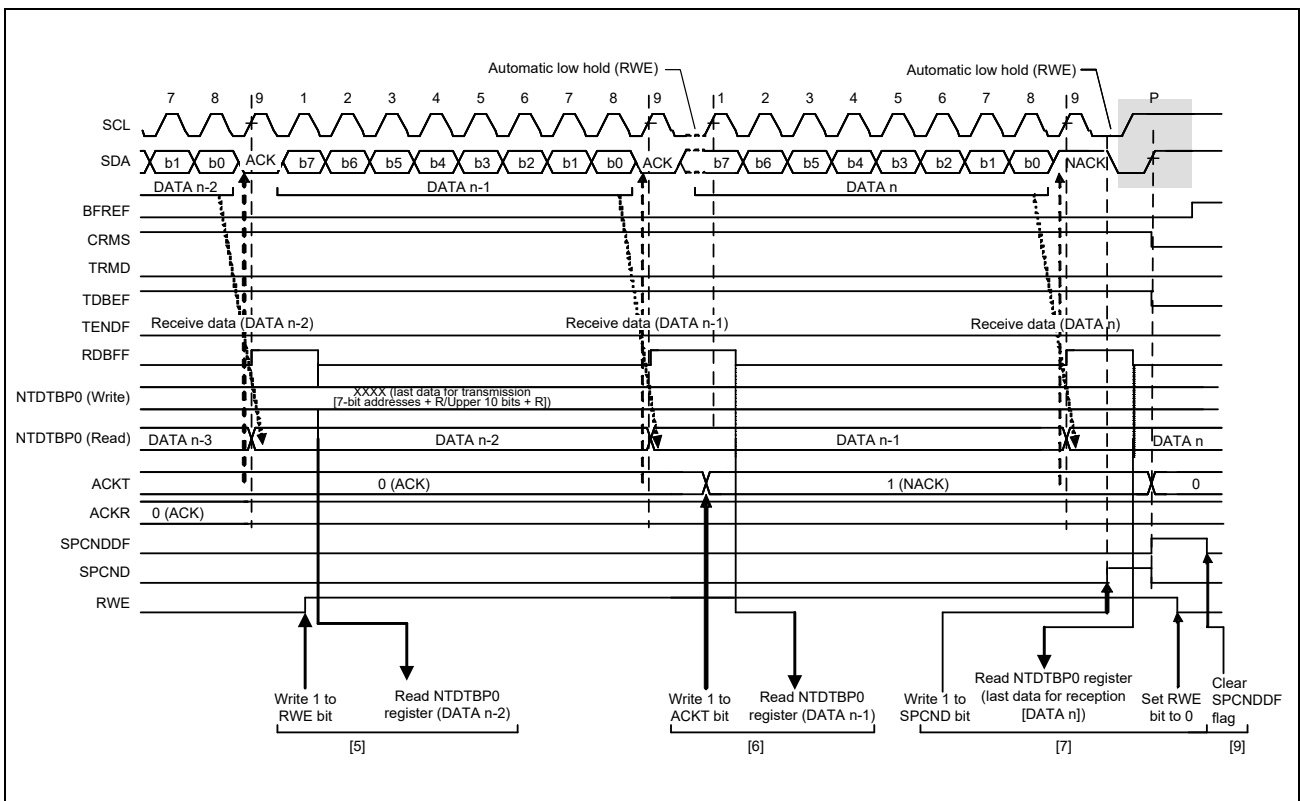 Automatic low hold (RWE)
Automatic low hold (RWE)
7 8 9 1 2 3 4 5 6 7 8 9 1 2 3 4 5 6 7 8 9 P
SCL
SDA b1 b0 ACK b7 b6 b5 b4 b3 b2 b1 b0 ACK b7 b6 b5 b4 b3 b2 b1 b0 NACK
DATA n-2 DATA n-1 DATA n
BFREF
CRMS
TRMD
TDBEF
TENDF Receive data (DATA n-2) Receive data (DATA n-1) Receive data (DATA n)
RDBFF
NTDTBP0 (Write) XXXX (last data for transmission
[7-bit addresses + R/Upper 10 bits + R])
NTDTBP0 (Read) DATA n-3 DATA n-2 DATA n-1 DATA n
ACKT 0 (ACK) 1 (NACK) 0
ACKR 0 (ACK)
SPCNDDF
SPCND
RWE
Write 1 to
RWE bit
Read NTDTBP0
register (DATA n-2)
[5]
Write 1 to
ACKT bit
Read NTDTBP0
register (DATA n-1)
[6]
Write 1 to
SPCND bit
Read NTDTBP0 register
(last data for reception
[DATA n])
Set RWE
bit to 0
[7]
Clear
SPCNDDF
flag
[9]